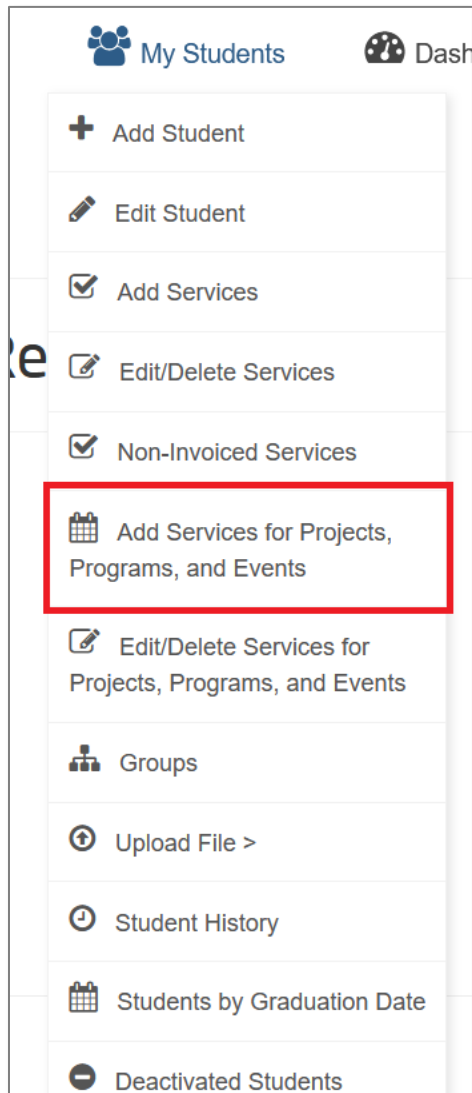 My Students
Dash
Add Student
Edit Student
Add Services
Re
Edit/Delete Services
Non-Invoiced Services
Add Services for Projects,
Programs, and Events
Edit/Delete Services for
Projects, Programs, and Events
Groups
Upload File >
Student History
Students by Graduation Date
Deactivated Students